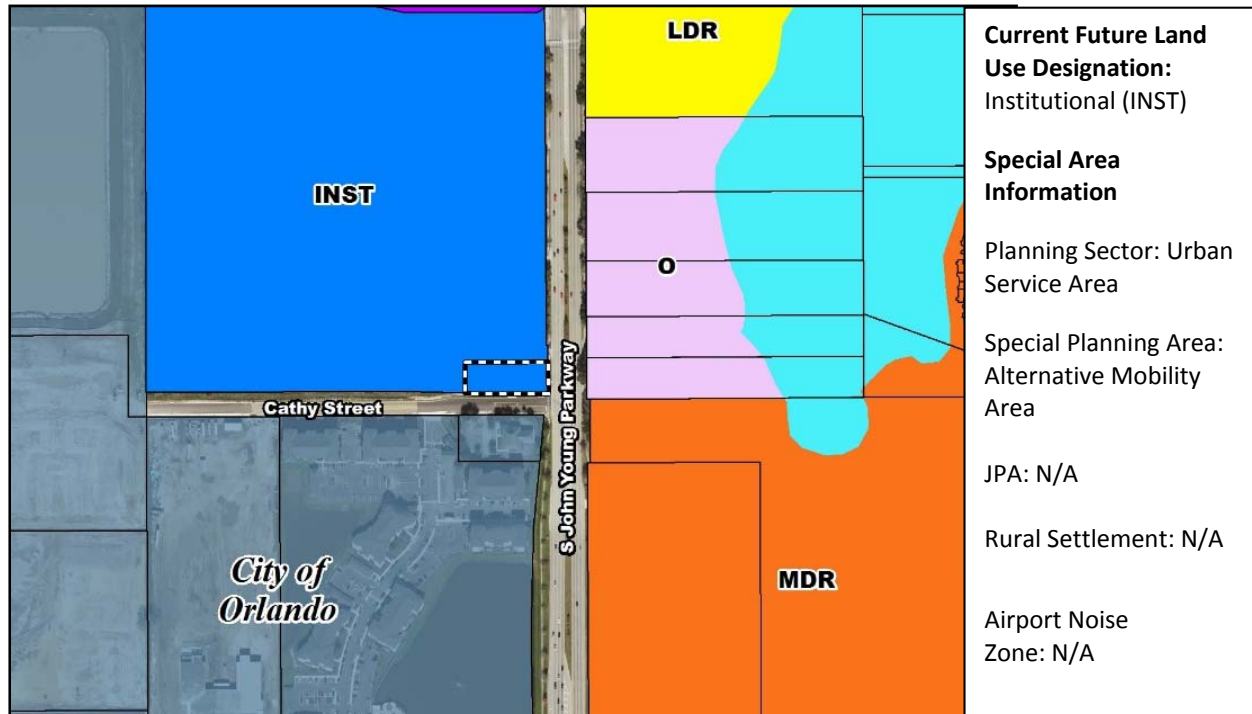 LDR
INST
O
Cathy Street
S John Young Parkway
City of
Orlando
MDR
Current Future Land
Use Designation:
Institutional (INST)
Special Area
Information
Planning Sector: Urban
Service Area
Special Planning Area:
Alternative Mobility
Area
JPA: N/A
Rural Settlement: N/A
Airport Noise
Zone: N/A